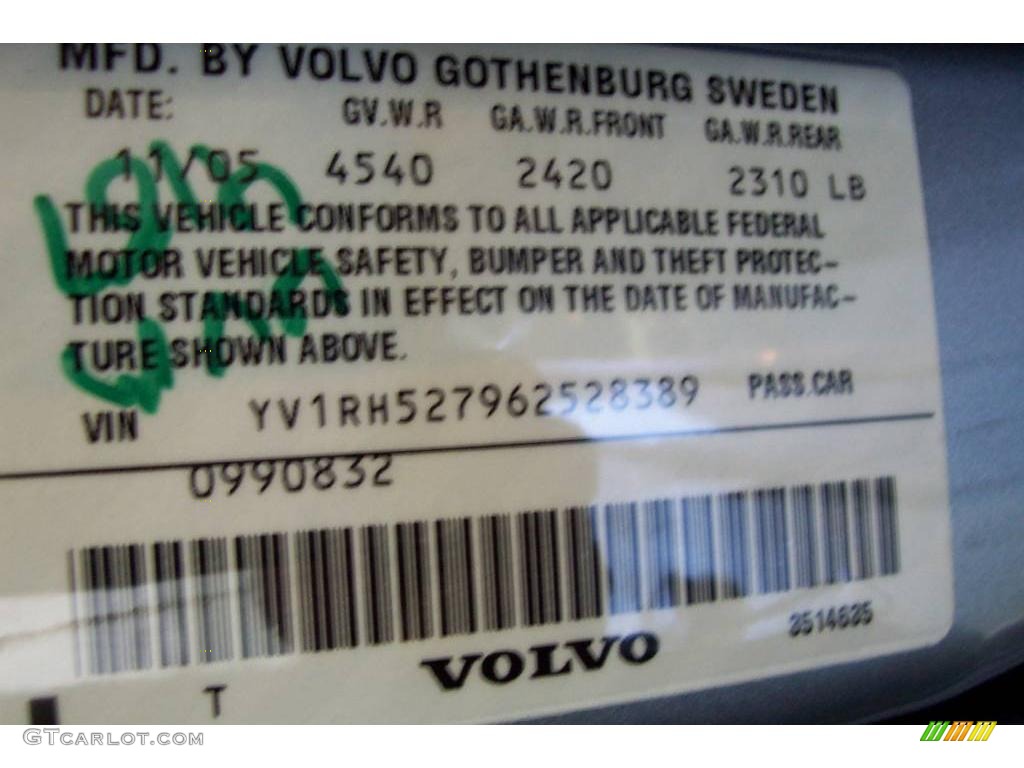 MFD. BY VOLVO GOTHENBURG SWEDEN
DATE: GV.W.R GA.W.R.FRONT GA.W.R.REAR
11/05 4540 2420 2310 LB
THIS VEHICLE CONFORMS TO ALL APPLICABLE FEDERAL
MOTOR VEHICLE SAFETY, BUMPER AND THEFT PROTEC-
TION STANDARDS IN EFFECT ON THE DATE OF MANUFAC-
TURE SHOWN ABOVE.
VIN YV1RH527962528389 PASS.CAR
0990832
3514635
VOLVO
T
GTCarlot.com